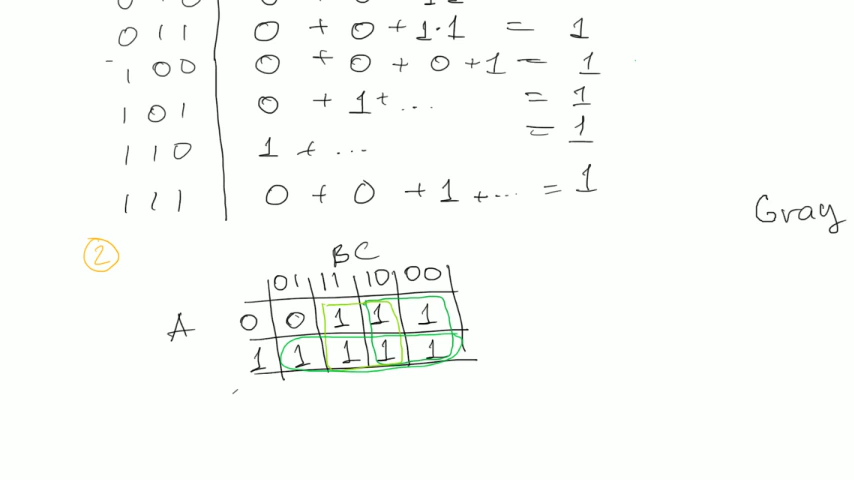 0 1 1 0 + 0 + 1·1 = 1
1 0 0 0 + 0 + 0 + 1 = 1
1 0 1 0 + 1 + ... = 1
1 1 0 1 + ... = 1
1 1 1 0 + 0 + 1 + ... = 1
Gray
2
BC
01 11 10 00
A 0 0 1 1 1
1 1 1 1 1